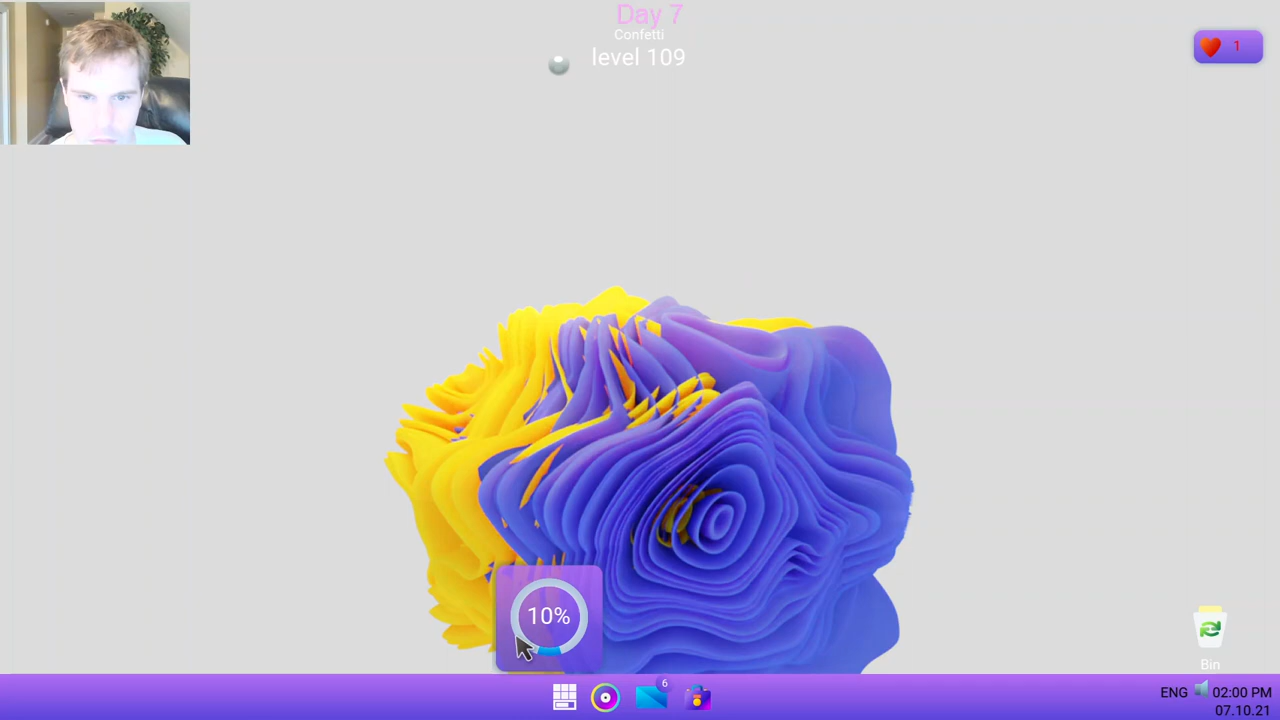 Day 7
Confetti
level 109
1
10%
Bin
6
ENG 02:00 PM
07.10.21